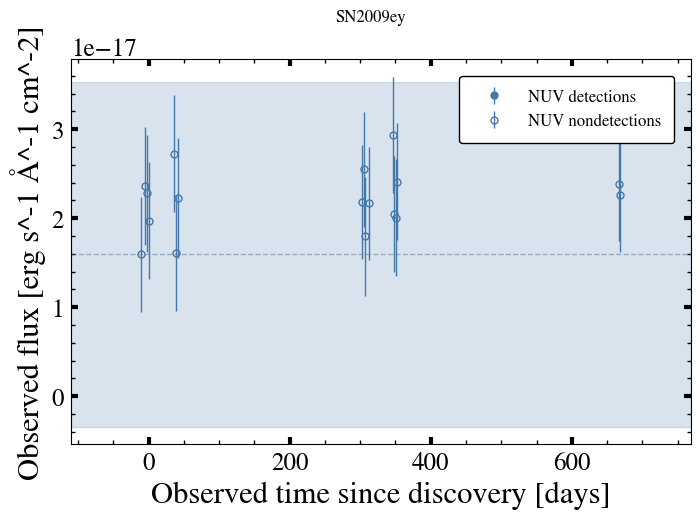 SN2009ey
1e−17
NUV detections
NUV nondetections
3
2
1
0
Observed flux [erg s^-1 Å^-1 cm^-2]
0 200 400 600
Observed time since discovery [days]